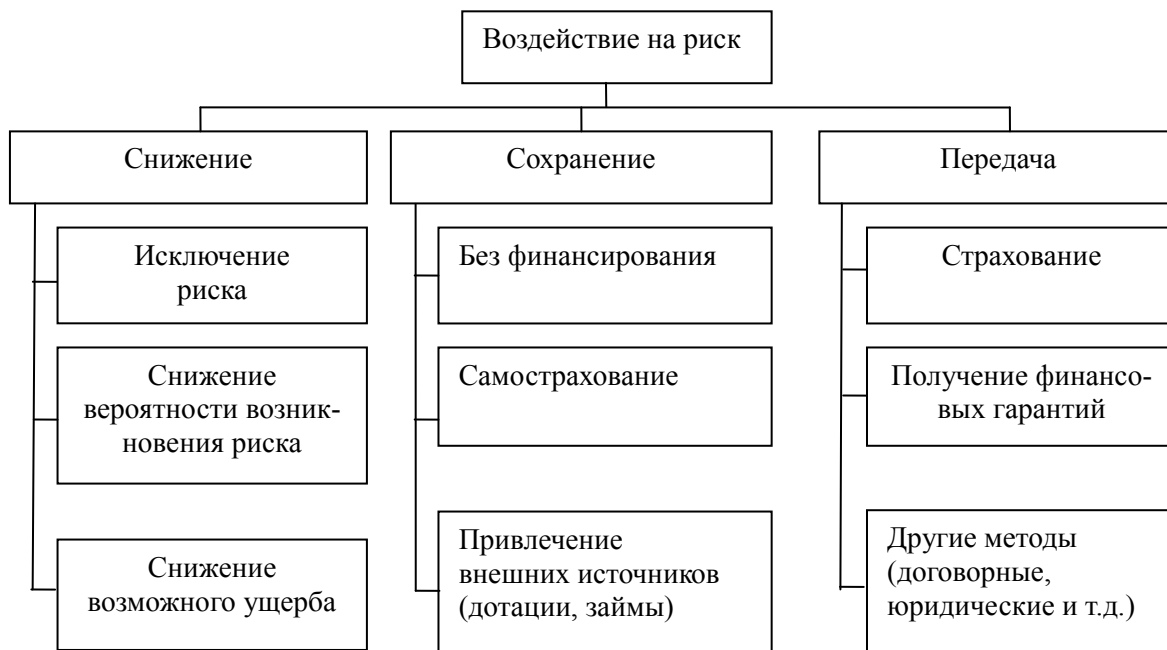 Воздействие на риск
Снижение
Сохранение
Передача
Исключение
риска
Без финансирования
Страхование
Снижение
вероятности возник-
новения риска
Самострахование
Получение финансо-
вых гарантий
Снижение
возможного ущерба
Привлечение
внешних источников
(дотации, займы)
Другие методы
(договорные,
юридические и т.д.)